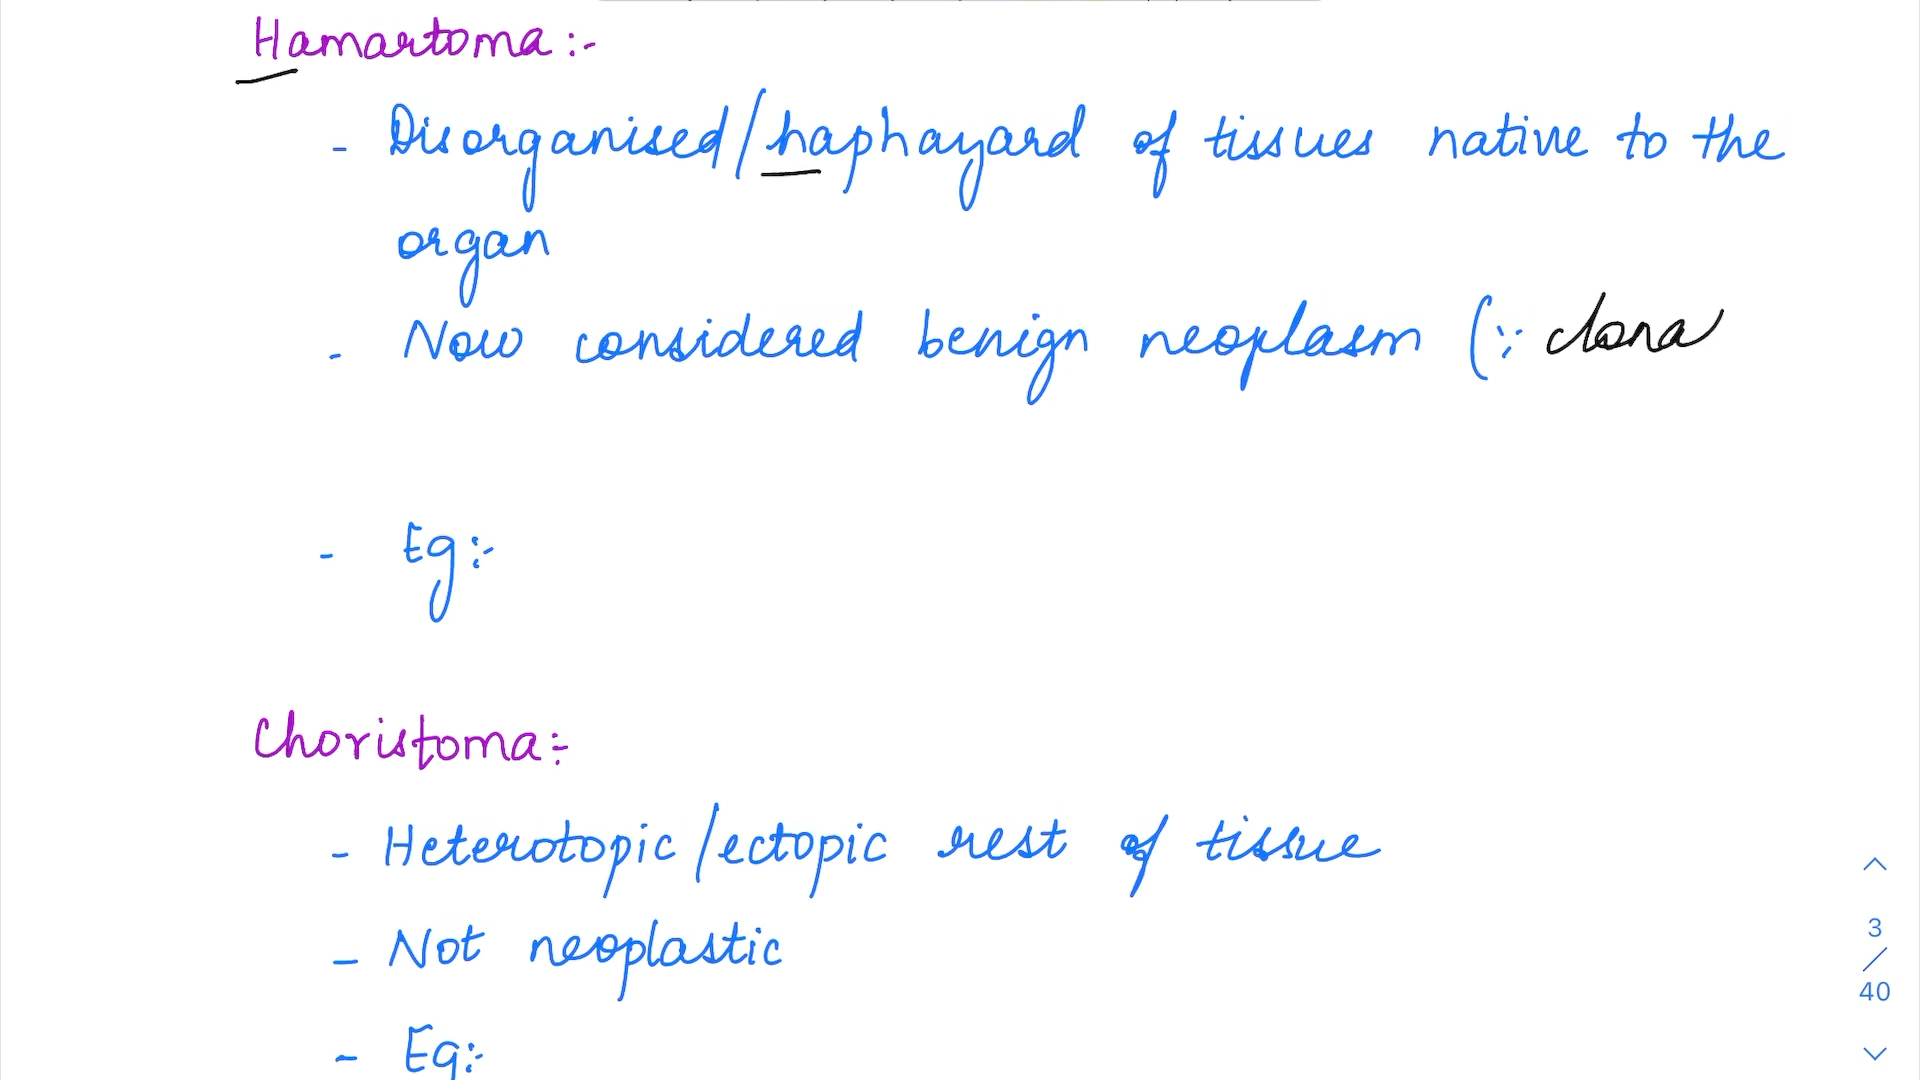 Hamartoma :-
- Disorganised/haphayard of tissues native to the
organ
- Now considered benign neoplasm (∵ clona
- Eg :-
Choristoma :-
- Heterotopic/ectopic rest of tissue
- Not neoplastic
- Eg :-
3
/
40